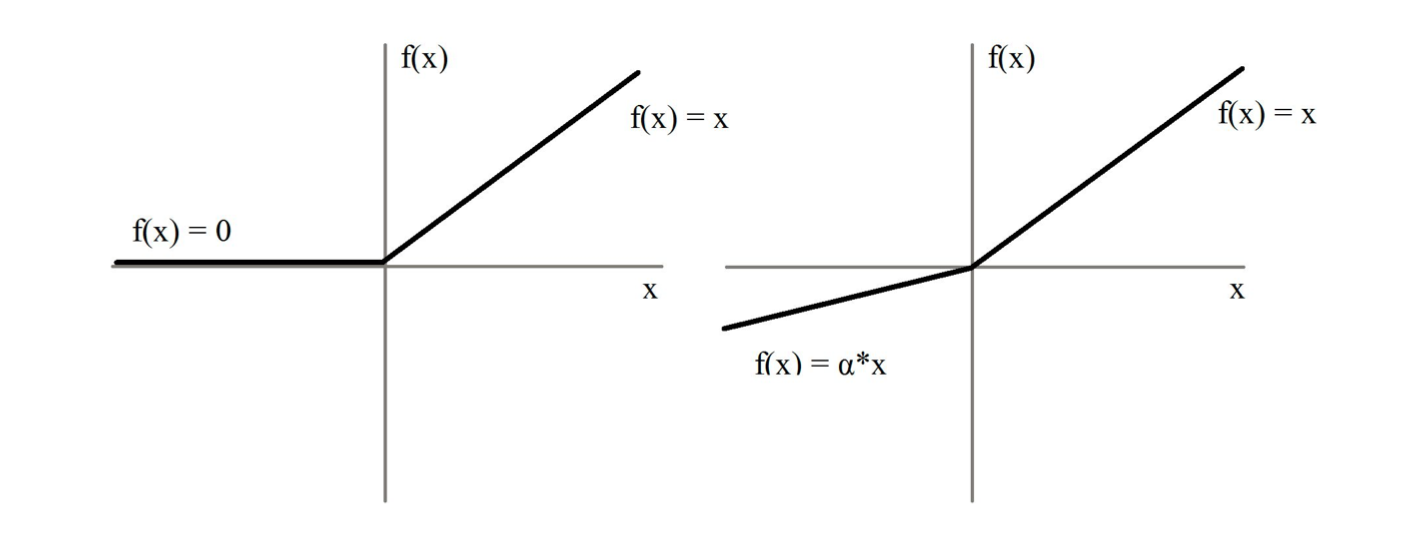 f(x)
f(x) = x
f(x) = 0
x
f(x)
f(x) = x
x
f(x) = α*x